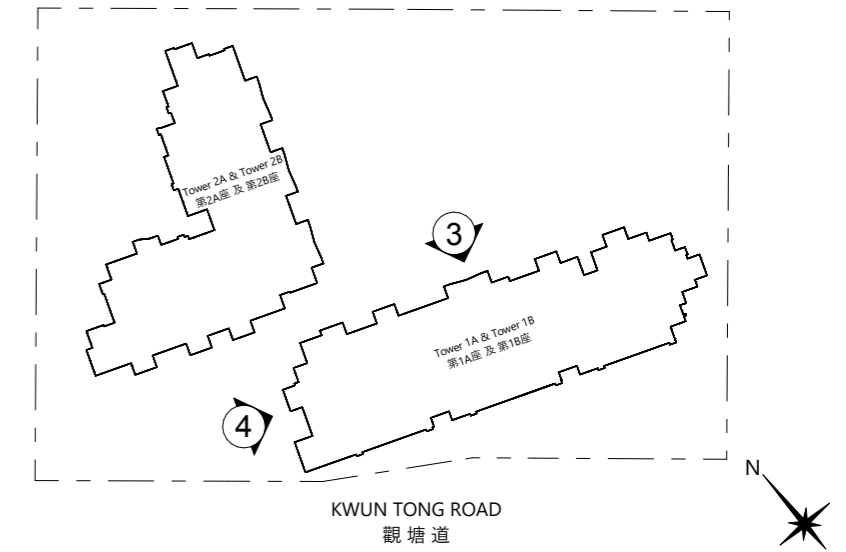 Tower 2A & Tower 2B
第2A座 及 第2B座
3
Tower 1A & Tower 1B
第1A座 及 第1B座
4
N
KWUN TONG ROAD
觀塘道